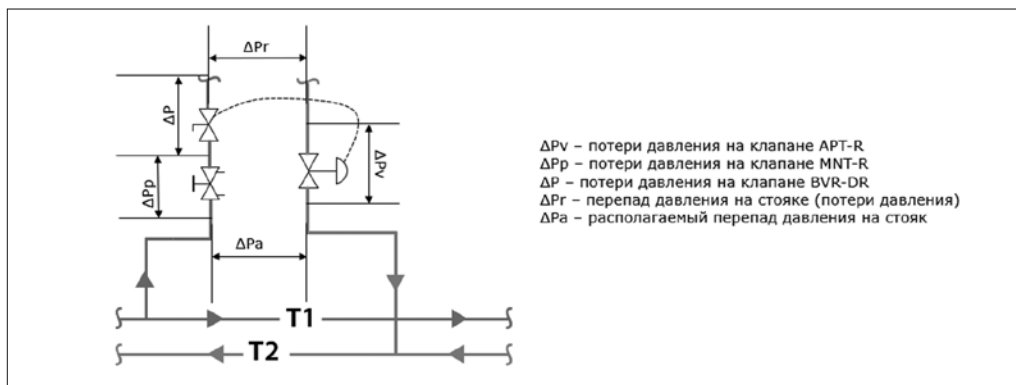 ΔPr
ΔP
ΔPp
ΔPv
ΔPa
T1
T2
ΔPv – потери давления на клапане APT-R
ΔPp – потери давления на клапане MNT-R
ΔP – потери давления на клапане BVR-DR
ΔPr – перепад давления на стояке (потери давления)
ΔPa – располагаемый перепад давления на стояк